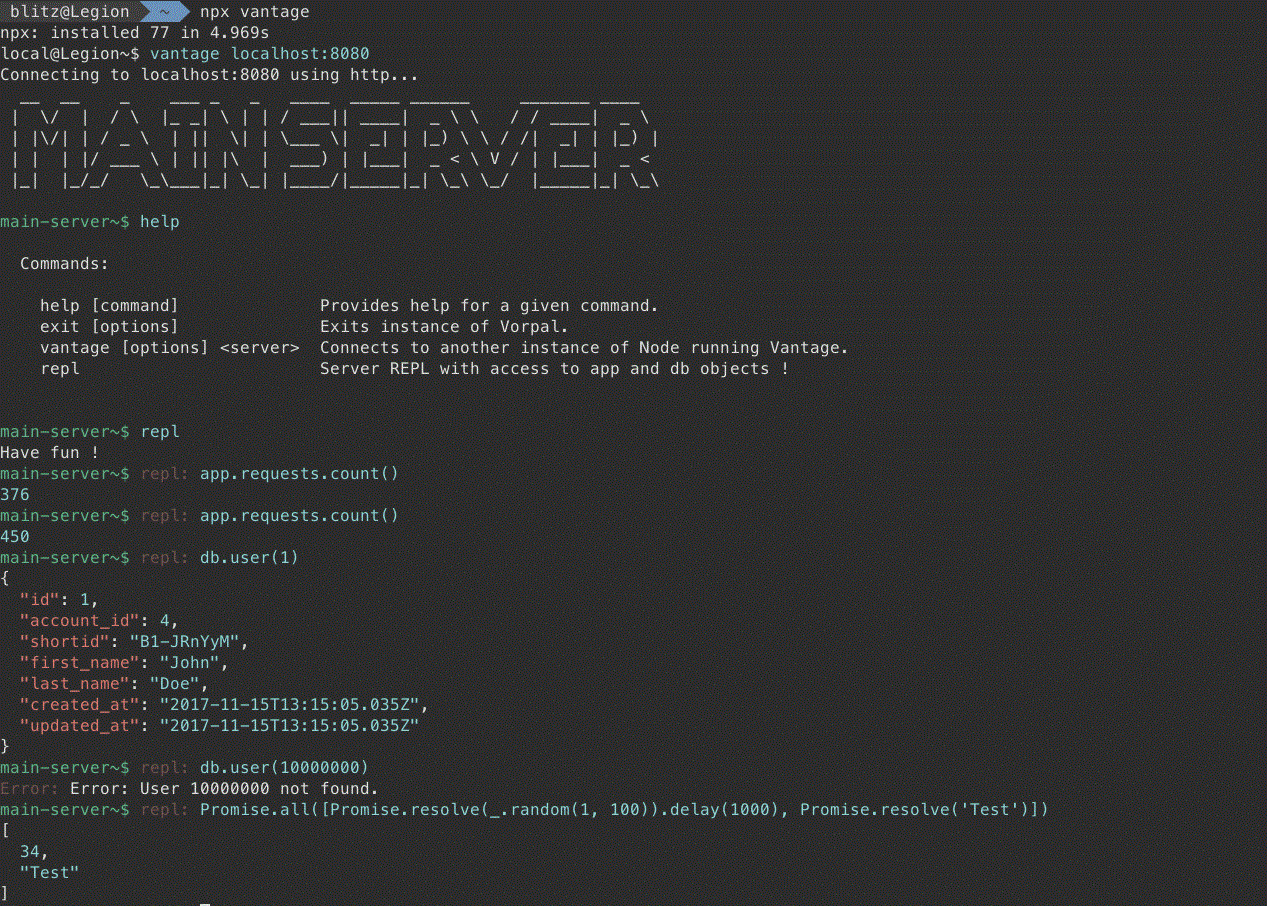 blitz@Legion ~ npx vantage
npx: installed 77 in 4.969s
local@Legion~$ vantage localhost:8080
Connecting to localhost:8080 using http...
MAIN SERVER
main-server~$ help
Commands:
help [command] Provides help for a given command.
exit [options] Exits instance of Vorpal.
vantage [options] <server> Connects to another instance of Node running Vantage.
repl Server REPL with access to app and db objects !
main-server~$ repl
Have fun !
main-server~$ repl: app.requests.count()
376
main-server~$ repl: app.requests.count()
450
main-server~$ repl: db.user(1)
{
"id": 1,
"account_id": 4,
"shortid": "B1-JRnYyM",
"first_name": "John",
"last_name": "Doe",
"created_at": "2017-11-15T13:15:05.035Z",
"updated_at": "2017-11-15T13:15:05.035Z"
}
main-server~$ repl: db.user(10000000)
Error: Error: User 10000000 not found.
main-server~$ repl: Promise.all([Promise.resolve(_.random(1, 100)).delay(1000), Promise.resolve('Test')])
[
34,
"Test"
]